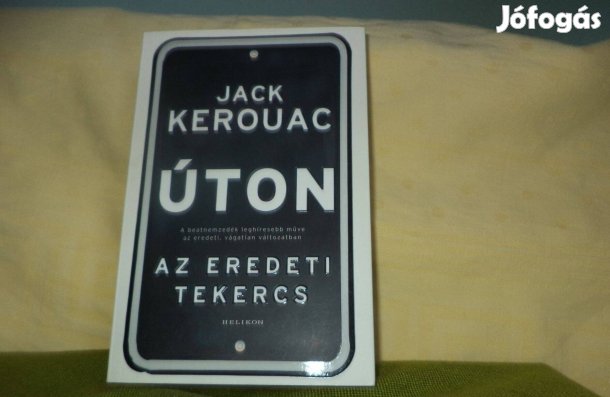 Jófogás
JACK
KEROUAC
ÚTON
A beatnemzedék leghíresebb műve
az eredeti, vágatlan változatban
AZ EREDETI
TEKERCS
HELIKON